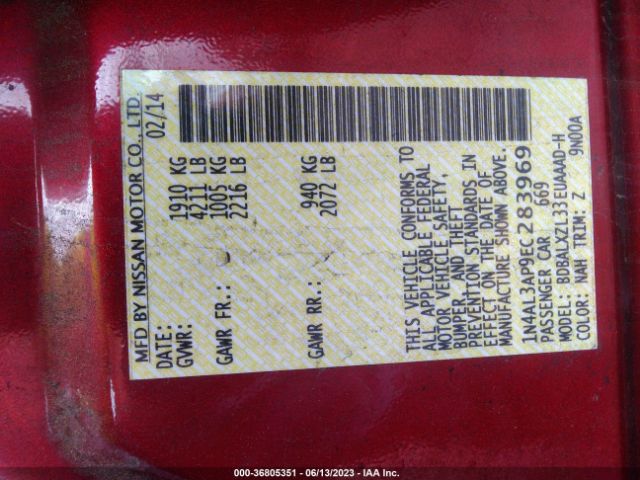 MFD BY NISSAN MOTOR CO., LTD.
DATE: 02/14
GVWR: 1910 KG
4211 LB
GAWR FR.: 1005 KG
2216 LB
GAWR RR.: 940 KG
2072 LB
THIS VEHICLE CONFORMS TO
ALL APPLICABLE FEDERAL
MOTOR VEHICLE SAFETY,
BUMPER, AND THEFT
PREVENTION STANDARDS IN
EFFECT ON THE DATE OF
MANUFACTURE SHOWN ABOVE.
1N4AL3AP9EC283969
PASSENGER CAR 669
MODEL: BDBALXZL33EUAAAD-H
COLOR: NAH TRIM: Z 9N00A
000-36805351 - 06/13/2023 - IAA Inc.